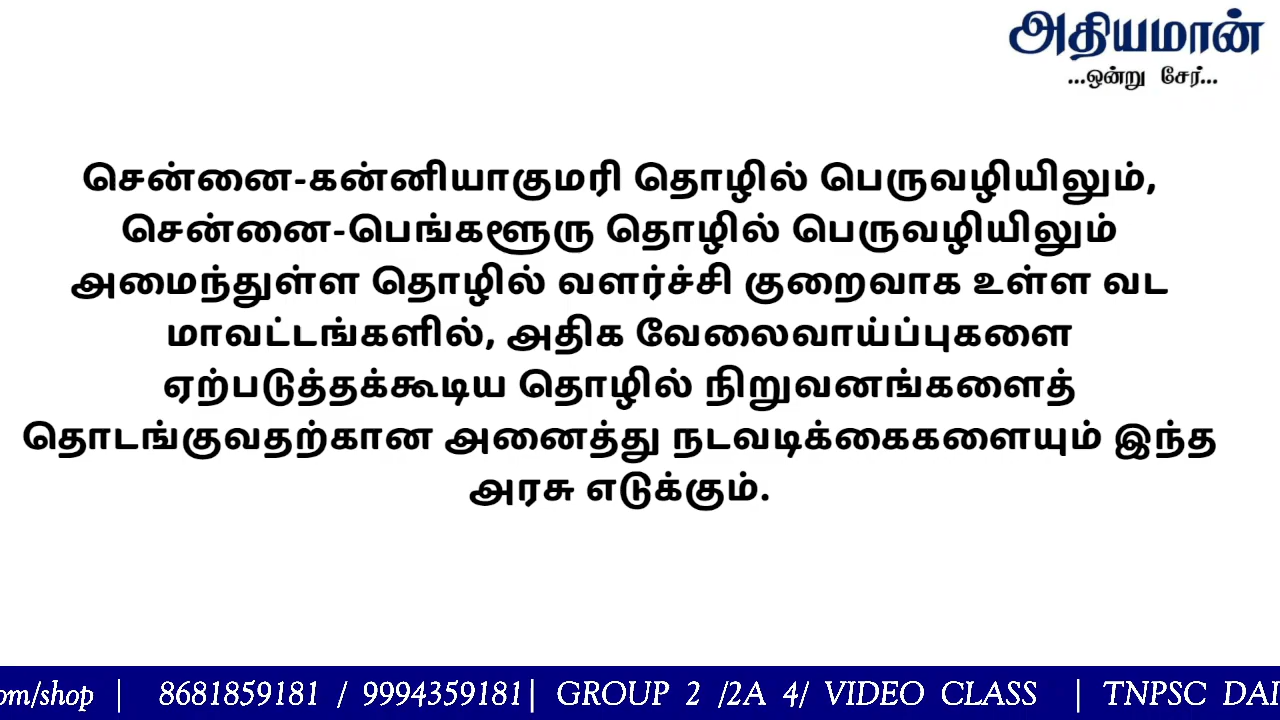 அதியமான்
...ஒன்று சேர்...
சென்னை-கன்னியாகுமரி தொழில் பெருவழியிலும்,
சென்னை-பெங்களூரு தொழில் பெருவழியிலும்
அமைந்துள்ள தொழில் வளர்ச்சி குறைவாக உள்ள வட
மாவட்டங்களில், அதிக வேலைவாய்ப்புகளை
ஏற்படுத்தக்கூடிய தொழில் நிறுவனங்களைத்
தொடங்குவதற்கான அனைத்து நடவடிக்கைகளையும் இந்த
அரசு எடுக்கும்.
om/shop | 8681859181 / 9994359181| GROUP 2 /2A 4/ VIDEO CLASS | TNPSC DAI